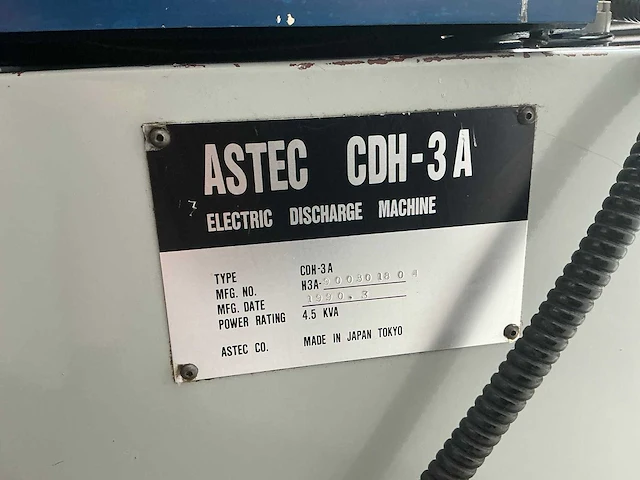 ASTEC CDH-3A
ELECTRIC DISCHARGE MACHINE
TYPE CDH-3A
MFG. NO. H3A-
MFG. DATE 1990.3
POWER RATING 4.5 KVA
ASTEC CO. MADE IN JAPAN TOKYO